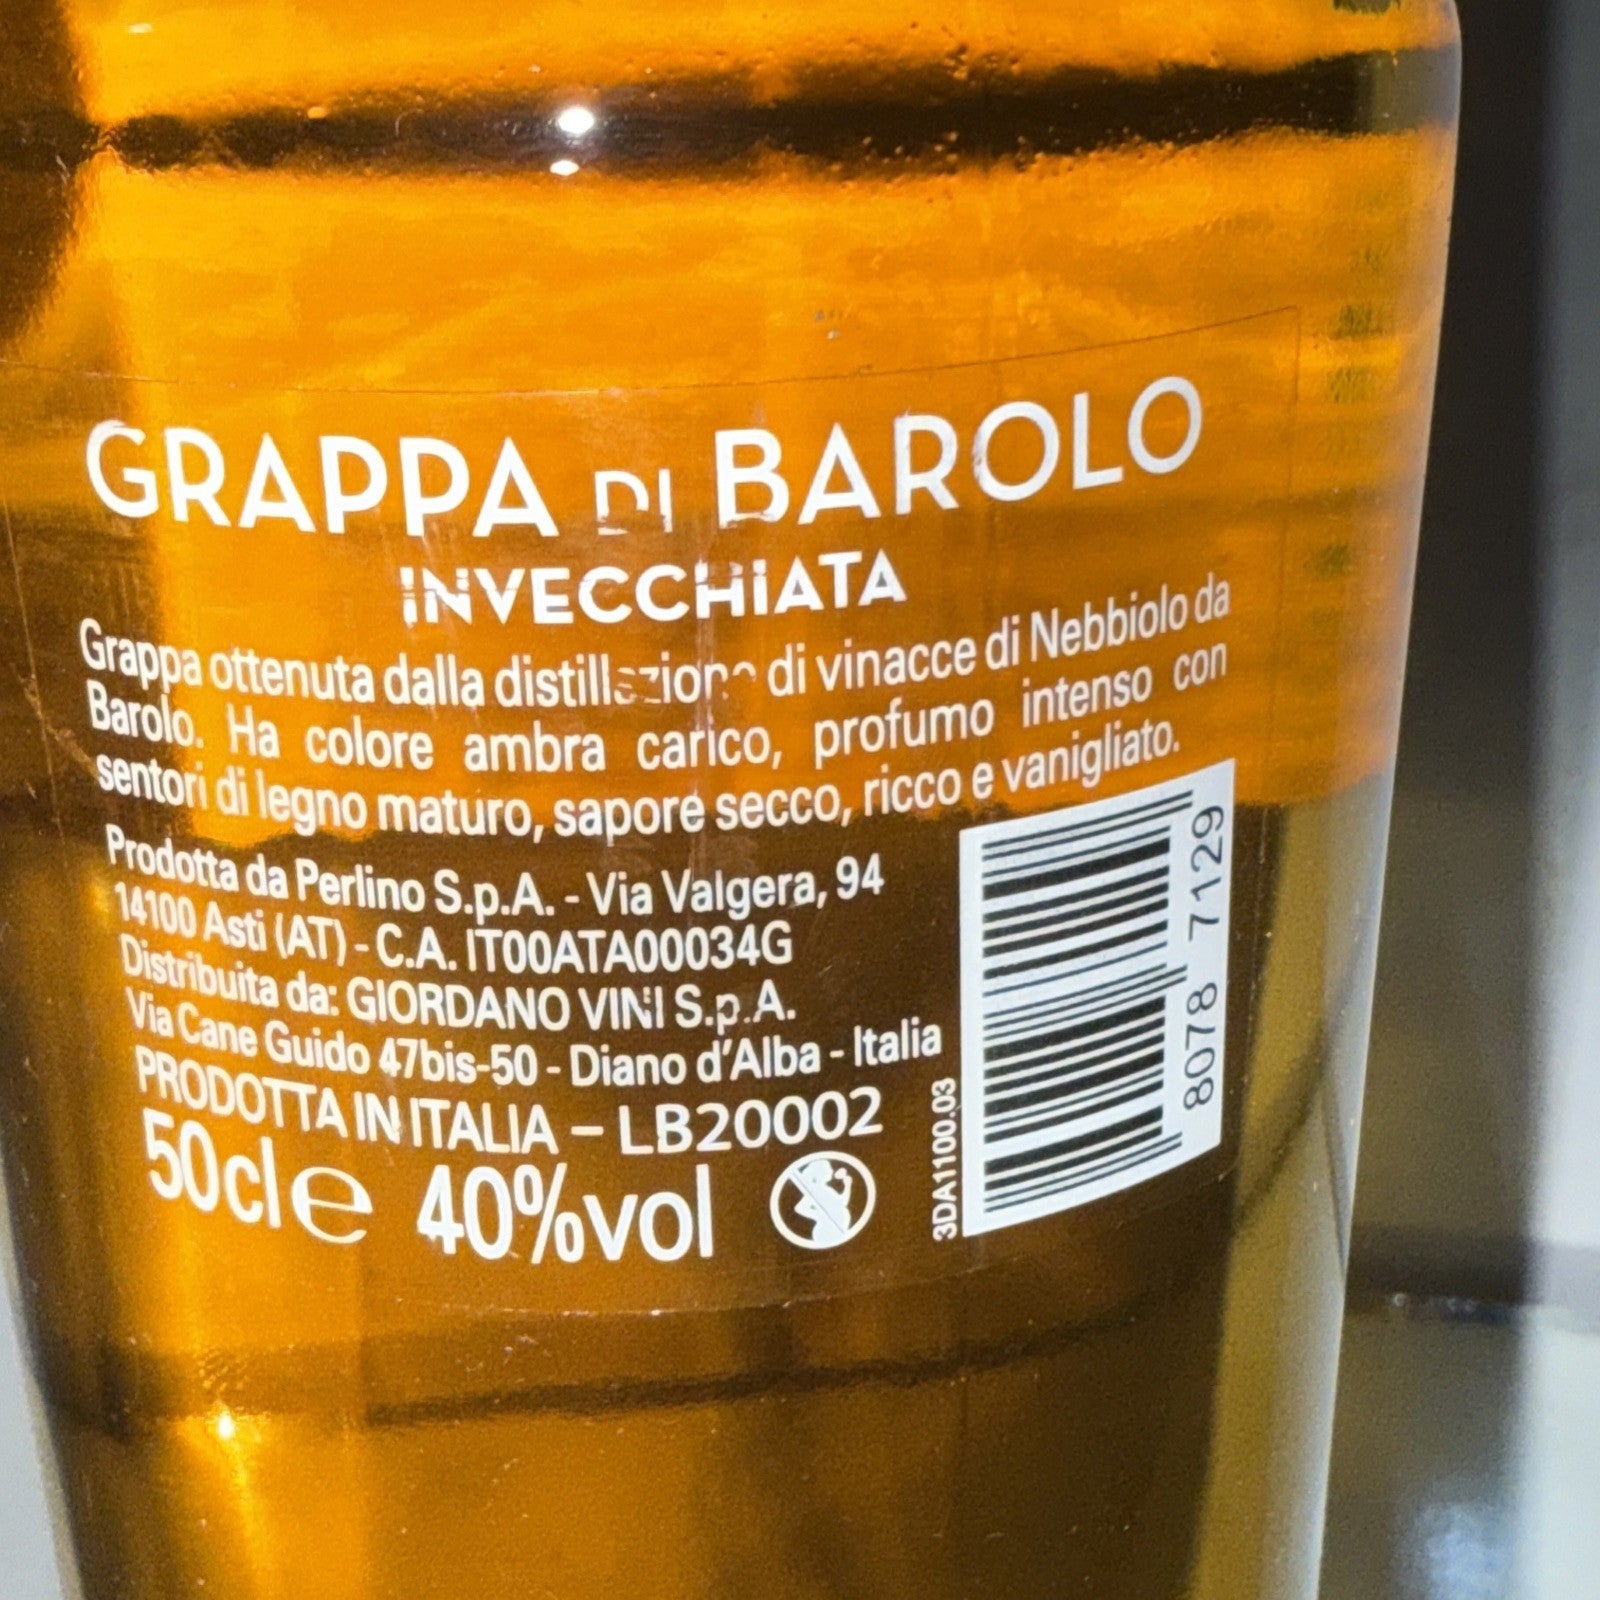 GRAPPA DI BAROLO
INVECCHIATA
Grappa ottenuta dalla distillazione di vinacce di Nebbiolo da
Barolo. Ha colore ambra carico, profumo intenso con
sentori di legno maturo, sapore secco, ricco e vanigliato.
Prodotta da Perlino S.p.A. - Via Valgera, 94
14100 Asti (AT) - C.A. IT00ATA00034G
Distribuita da: GIORDANO VINI S.p.A.
Via Cane Guido 47bis-50 - Diano d'Alba - Italia
PRODOTTA IN ITALIA – LB20002
50cl e 40%vol
3DA1100.03
8078 7129